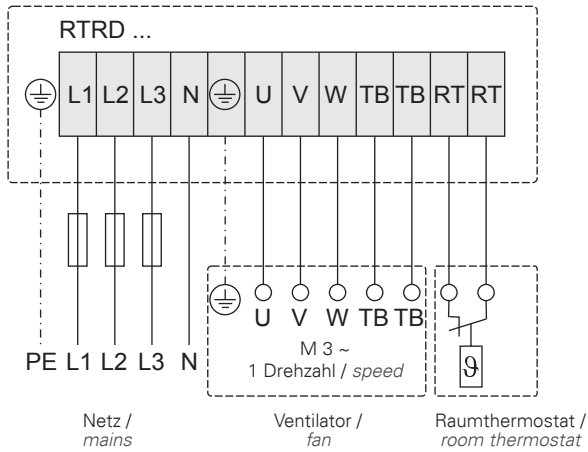 RTRD ...
L1 L2 L3 N U V W TB TB RT RT
U V W TB TB
M 3 ~
1 Drehzahl / speed
ϑ
PE L1 L2 L3 N
Netz / mains
Ventilator / fan
Raumthermostat / room thermostat